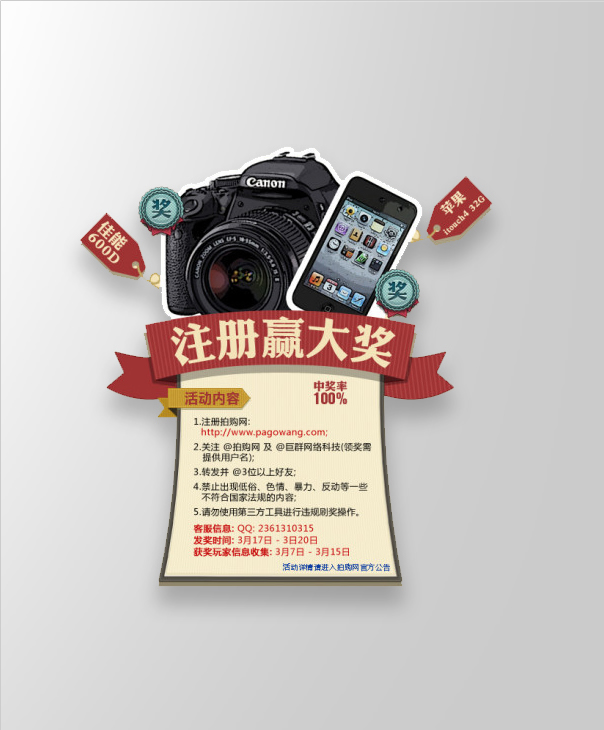 Canon
奖
佳能
600D
苹果
itouch4 32G
CANON ZOOM LENS EF-S 18-55mm
奖
注册赢大奖
活动内容
中奖率
100%
1.注册拍购网:
http://www.pagowang.com;
2.关注 @拍购网 及 @巨群网络科技(领奖需
提供用户名);
3.转发并 @3位以上好友;
4.禁止出现低俗、色情、暴力、反动等一些
不符合国家法规的内容;
5.请勿使用第三方工具进行违规刷奖操作。
客服信息: QQ: 2361310315
发奖时间: 3月17日 - 3日20日
获奖玩家信息收集: 3月7日 - 3月15日
活动详情请进入拍购网官方公告